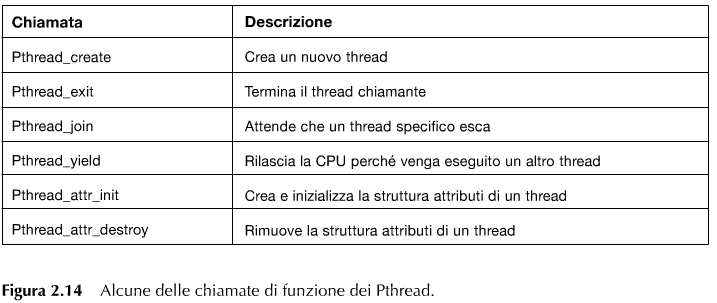 Chiamata Descrizione
Pthread_create Crea un nuovo thread
Pthread_exit Termina il thread chiamante
Pthread_join Attende che un thread specifico esca
Pthread_yield Rilascia la CPU perché venga eseguito un altro thread
Pthread_attr_init Crea e inizializza la struttura attributi di un thread
Pthread_attr_destroy Rimuove la struttura attributi di un thread
Figura 2.14 Alcune delle chiamate di funzione dei Pthread.